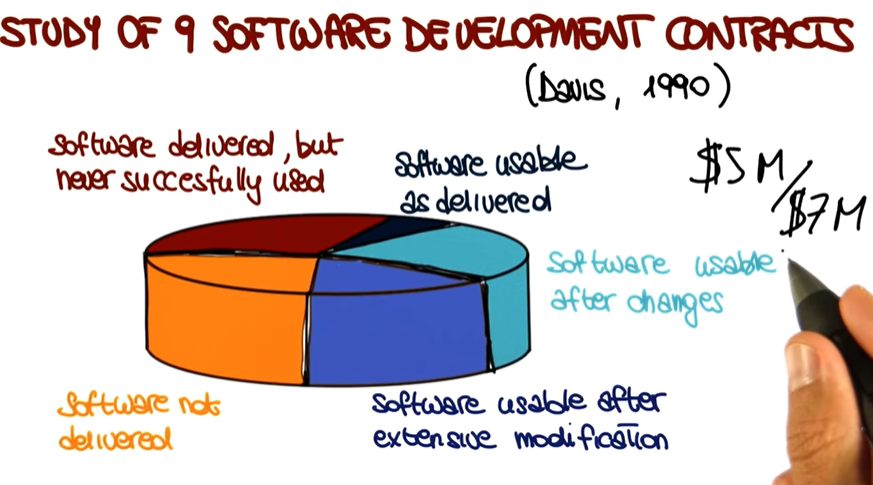 STUDY OF 9 SOFTWARE DEVELOPMENT CONTRACTS
(Davis, 1990)
software delivered, but
never succesfully used
software usable
as delivered
$5M/
$7M
software usable
after changes
software not
delivered
software usable after
extensive modification